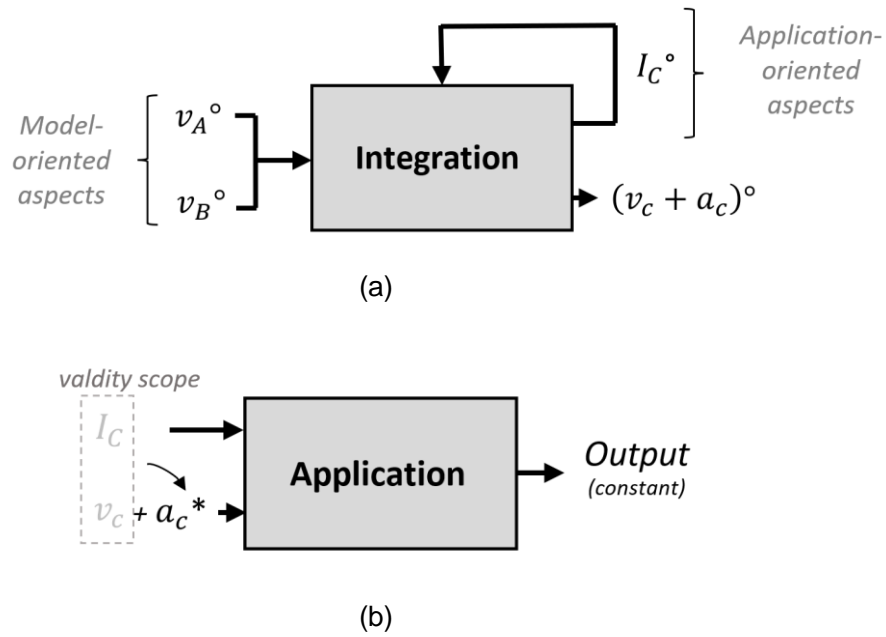 Application-
oriented
aspects
I_C°
Model-
oriented
aspects
v_A°
v_B°
Integration
(v_c + a_c)°
(a)
valdity scope
I_C
v_c + a_c*
Application
Output
(constant)
(b)